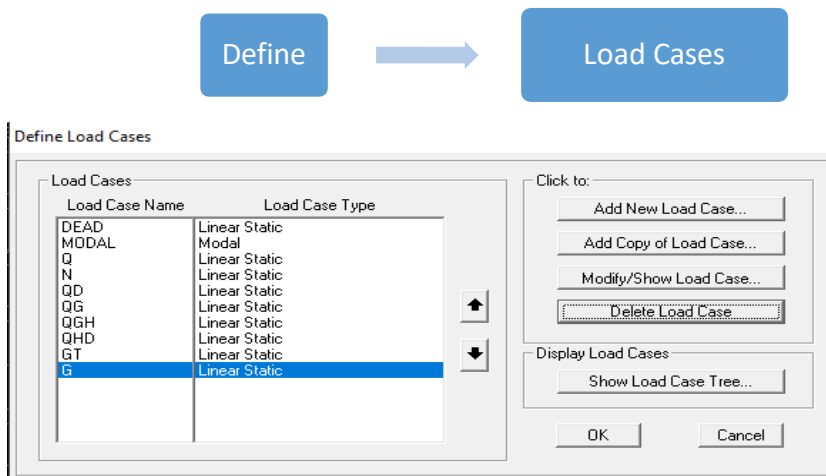 Define
Load Cases
Define Load Cases
Load Cases
Load Case Name Load Case Type
DEAD Linear Static
MODAL Modal
Q Linear Static
N Linear Static
QD Linear Static
QG Linear Static
QGH Linear Static
QHD Linear Static
GT Linear Static
G Linear Static
Click to:
Add New Load Case...
Add Copy of Load Case...
Modify/Show Load Case...
Delete Load Case
Display Load Cases
Show Load Case Tree...
OK Cancel